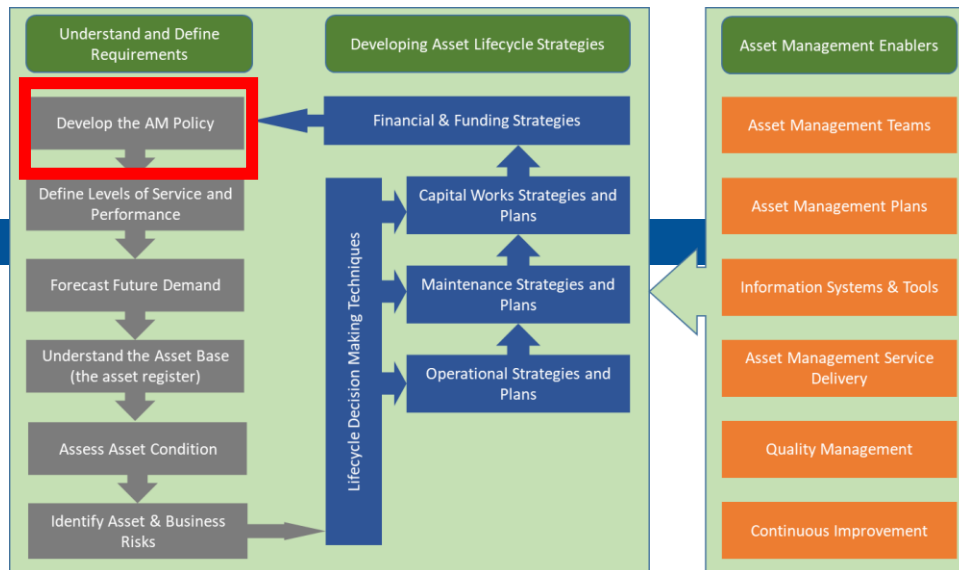 Understand and Define
Requirements
Develop the AM Policy
Define Levels of Service and
Performance
Forecast Future Demand
Understand the Asset Base
(the asset register)
Assess Asset Condition
Identify Asset & Business
Risks
Developing Asset Lifecycle Strategies
Financial & Funding Strategies
Lifecycle Decision Making Techniques
Capital Works Strategies and
Plans
Maintenance Strategies and
Plans
Operational Strategies and
Plans
Asset Management Enablers
Asset Management Teams
Asset Management Plans
Information Systems & Tools
Asset Management Service
Delivery
Quality Management
Continuous Improvement